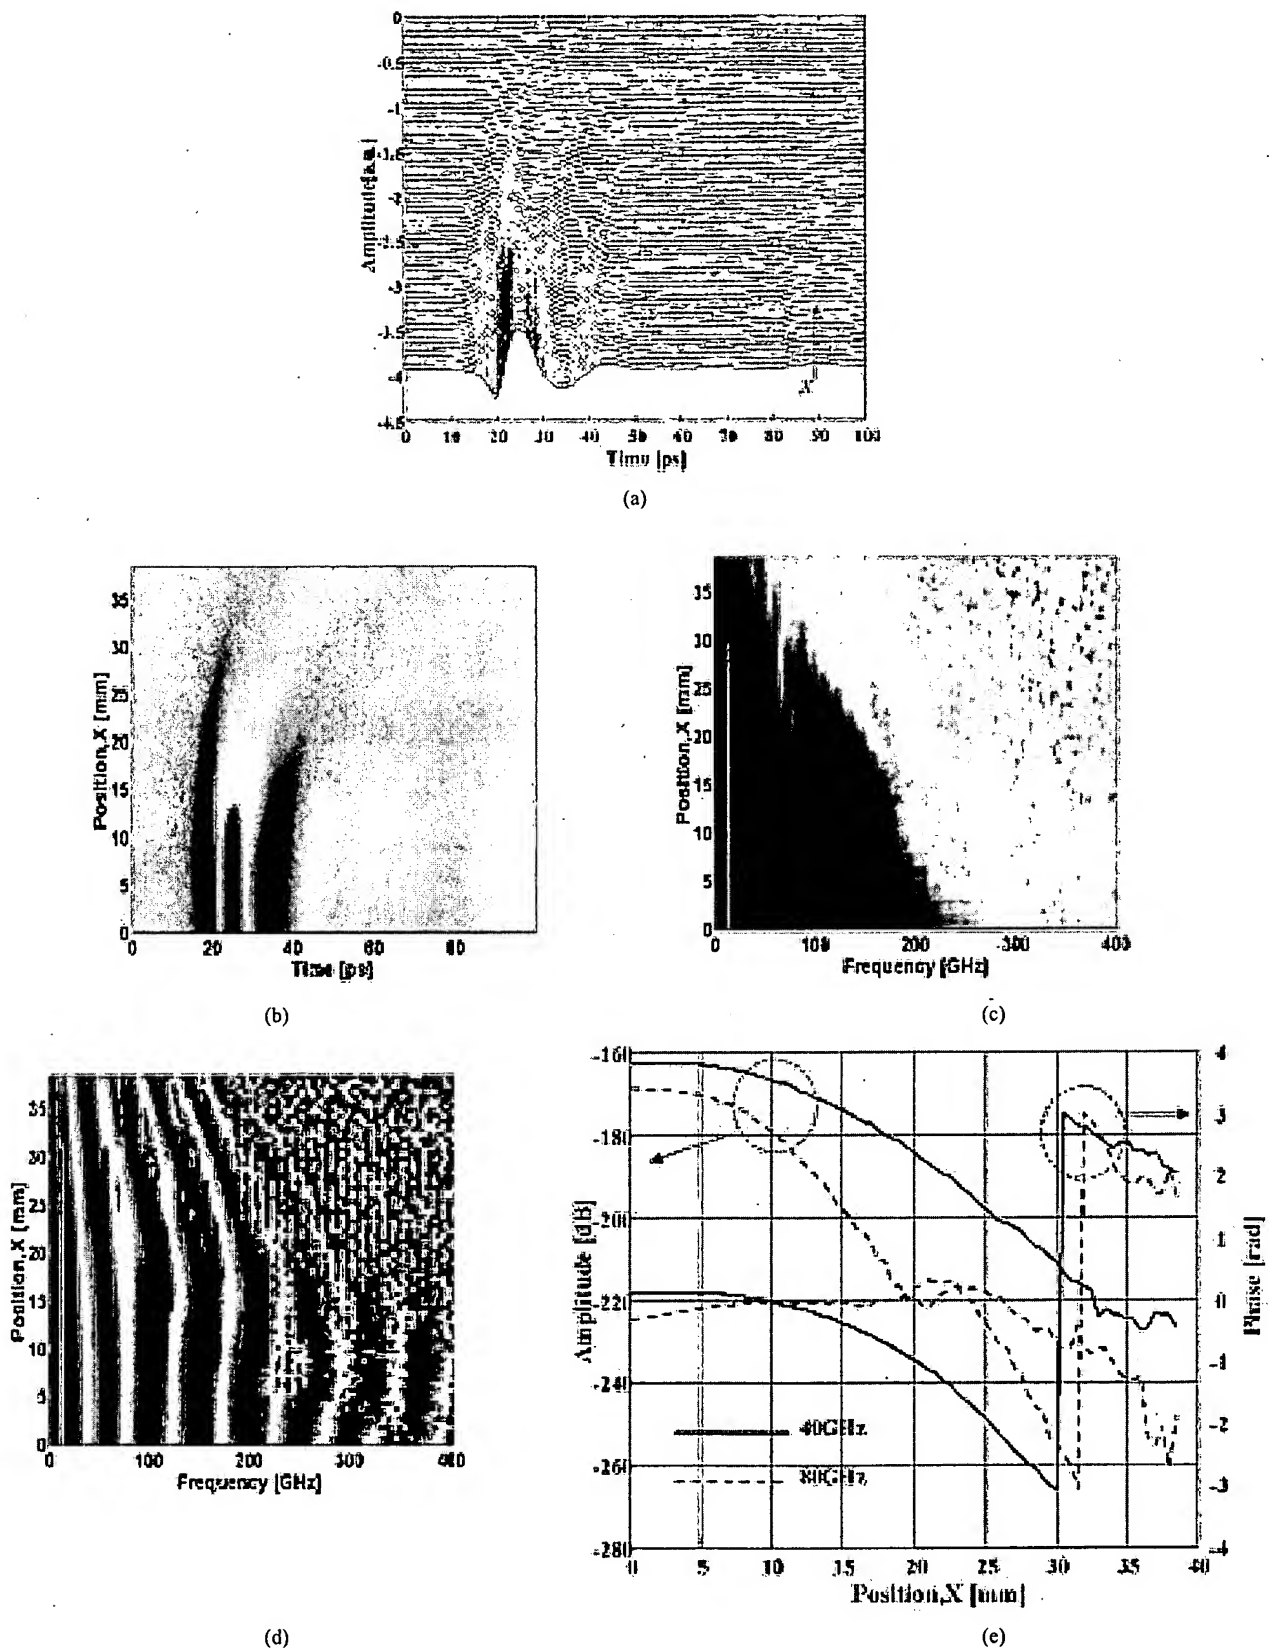 0
-0.5
-1
-1.5
-2
-2.5
-3
-3.5
-4
-4.5
Amplitude[a.u.]
X
0 10 20 30 40 50 60 70 80 90 100
Time [ps]
(a)
35
30
25
20
15
10
5
0
Position,X [mm]
0 20 40 60 80
Time [ps]
(b)
35
30
25
20
15
10
5
0
Position,X [mm]
0 100 200 300 400
Frequency [GHz]
(c)
35
30
25
20
15
10
5
0
Position,X [mm]
0 100 200 300 400
Frequency [GHz]
(d)
-160
-180
-200
-220
-240
-260
-280
Amplitude [dB]
4
3
2
1
0
-1
-2
-3
-4
Phase [rad]
40GHz
80GHz
0 5 10 15 20 25 30 35 40
Position,X [mm]
(e)